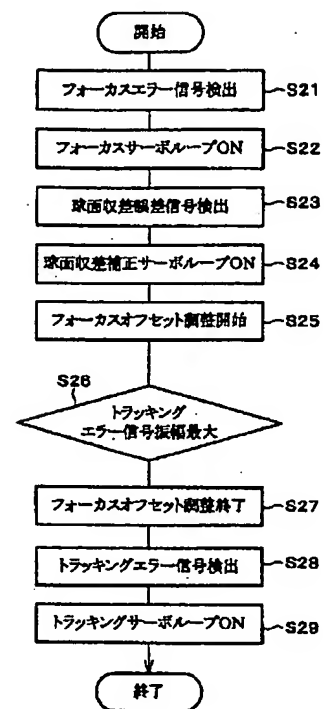 開始
フォーカスエラー信号検出
S21
フォーカスサーボループON
S22
球面収差誤差信号検出
S23
球面収差補正サーボループON
S24
フォーカスオフセット調整開始
S25
S26
トラッキング
エラー信号振幅最大
フォーカスオフセット調整終了
S27
トラッキングエラー信号検出
S28
トラッキングサーボループON
S29
終了